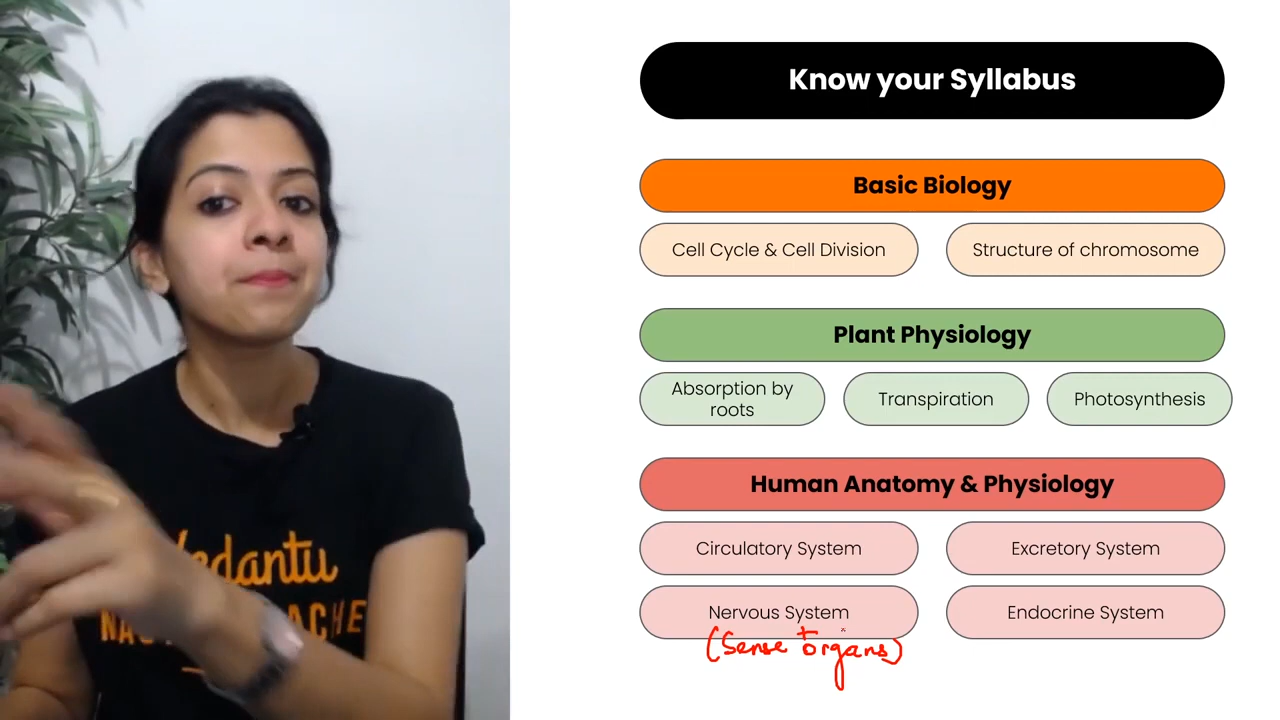 Know your Syllabus
Basic Biology
Cell Cycle & Cell Division
Structure of chromosome
Plant Physiology
Absorption by
roots
Transpiration
Photosynthesis
Human Anatomy & Physiology
Circulatory System
Excretory System
Nervous System
Endocrine System
(Sense organs)
Vedantu